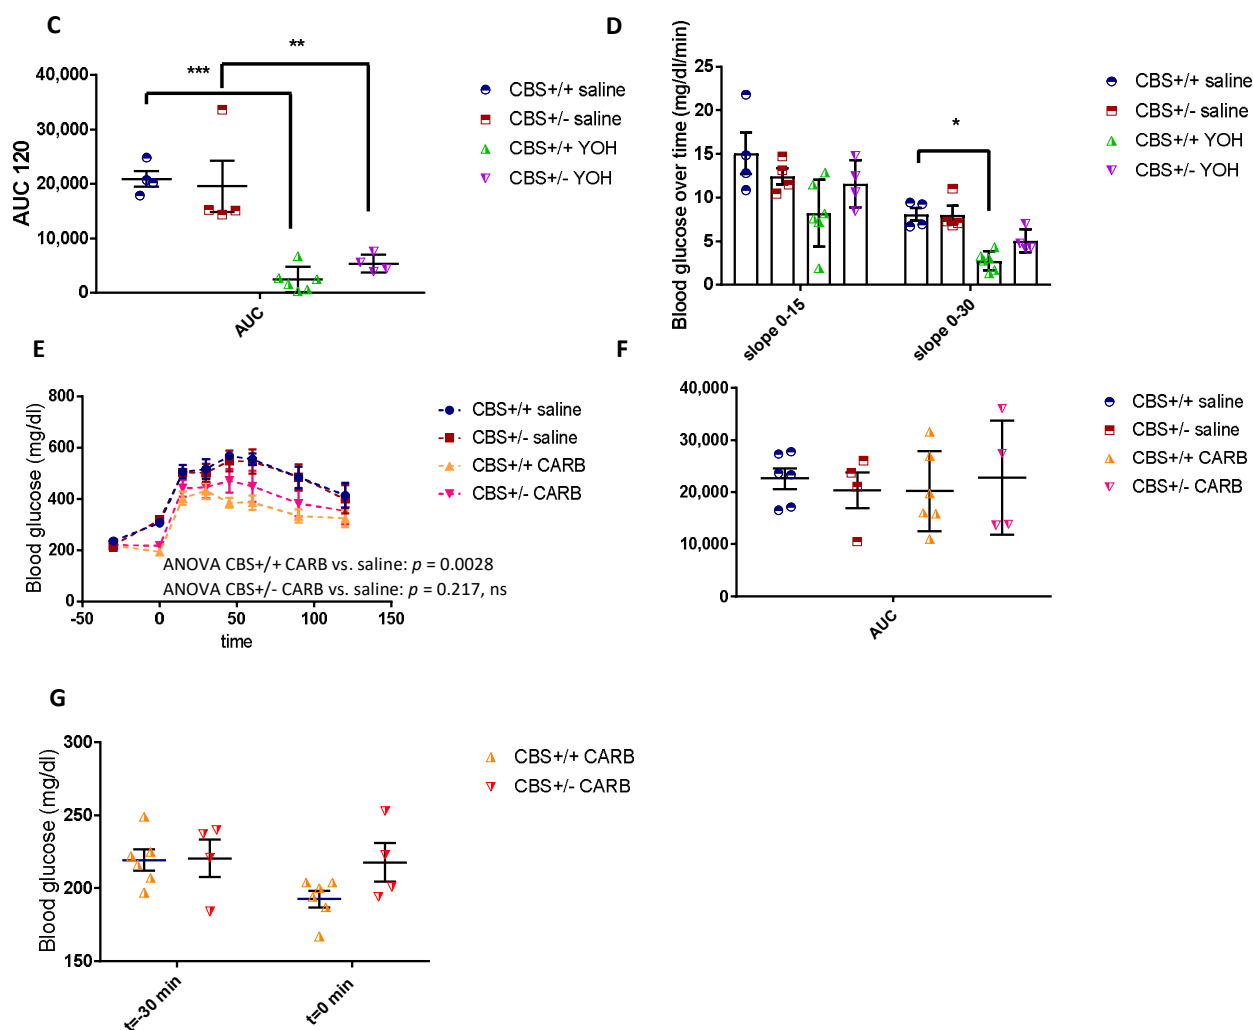 C
***
**
AUC 120
40,000
30,000
20,000
10,000
0
AUC
CBS+/+ saline
CBS+/- saline
CBS+/+ YOH
CBS+/- YOH
D
Blood glucose over time (mg/dl/min)
25
20
15
10
5
0
*
slope 0-15
slope 0-30
CBS+/+ saline
CBS+/- saline
CBS+/+ YOH
CBS+/- YOH
E
Blood glucose (mg/dl)
800
600
400
200
0
-50
0
50
100
150
time
ANOVA CBS+/+ CARB vs. saline: p = 0.0028
ANOVA CBS+/- CARB vs. saline: p = 0.217, ns
CBS+/+ saline
CBS+/- saline
CBS+/+ CARB
CBS+/- CARB
F
40,000
30,000
20,000
10,000
0
AUC
CBS+/+ saline
CBS+/- saline
CBS+/+ CARB
CBS+/- CARB
G
Blood glucose (mg/dl)
300
250
200
150
t=-30 min
t=0 min
CBS+/+ CARB
CBS+/- CARB